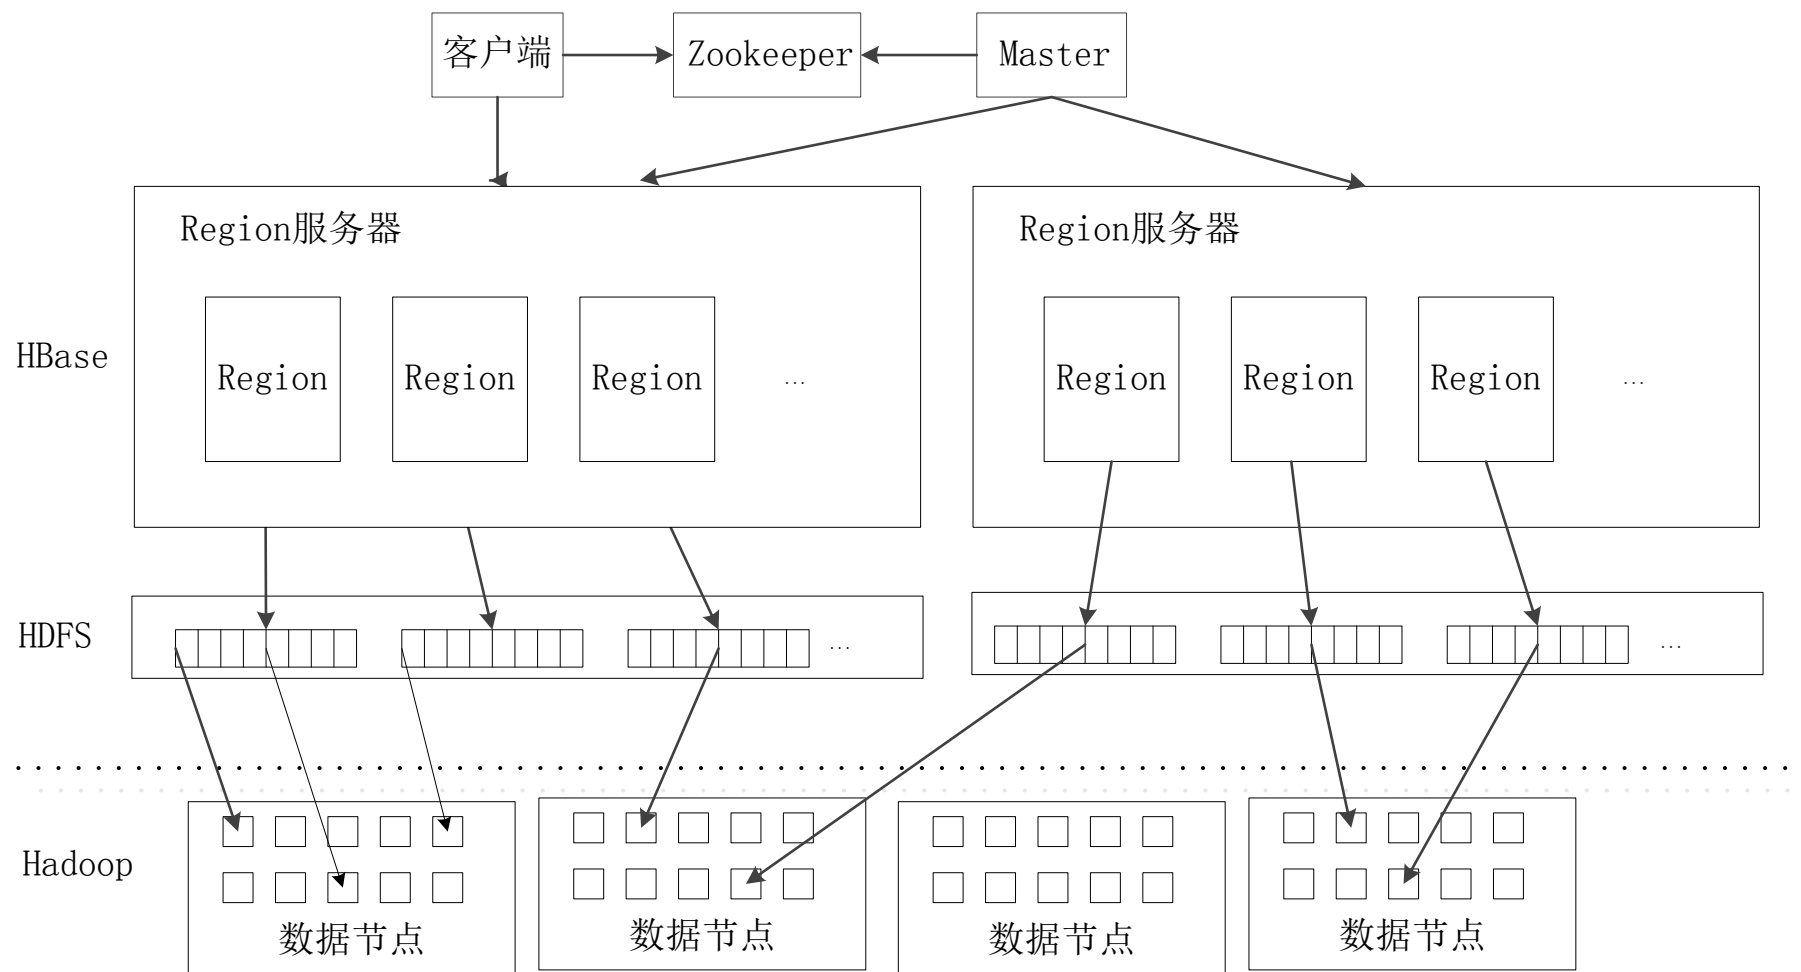 客户端 Zookeeper Master
Region服务器 Region服务器
HBase Region Region Region ... Region Region Region ...
HDFS ... ...
Hadoop
数据节点 数据节点 数据节点 数据节点